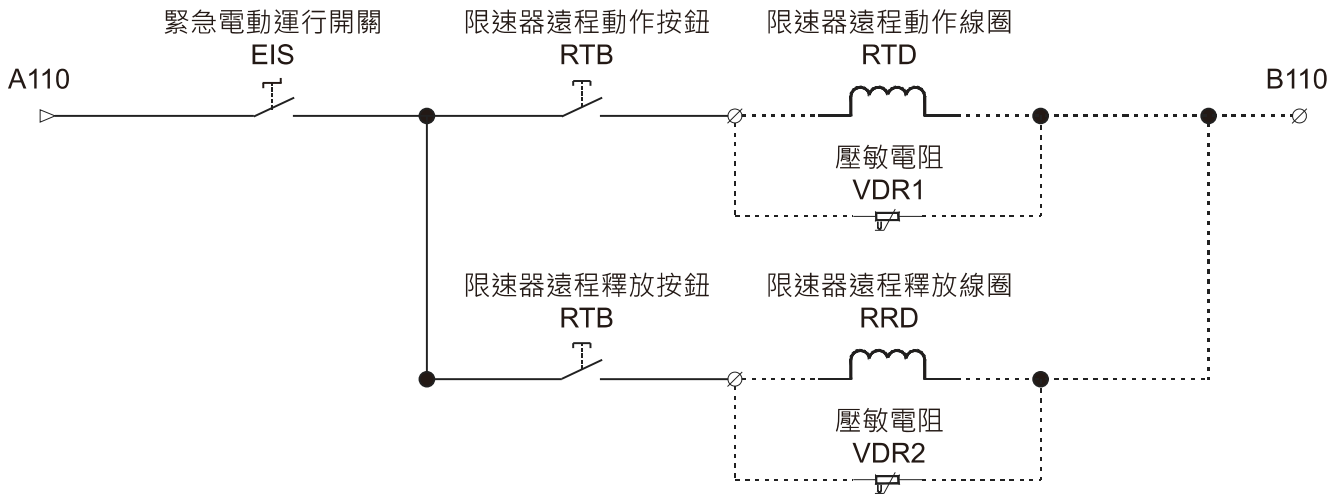 緊急電動運行開關
EIS
限速器遠程動作按鈕
RTB
限速器遠程動作線圈
RTD
A110
B110
壓敏電阻
VDR1
限速器遠程釋放按鈕
RTB
限速器遠程釋放線圈
RRD
壓敏電阻
VDR2